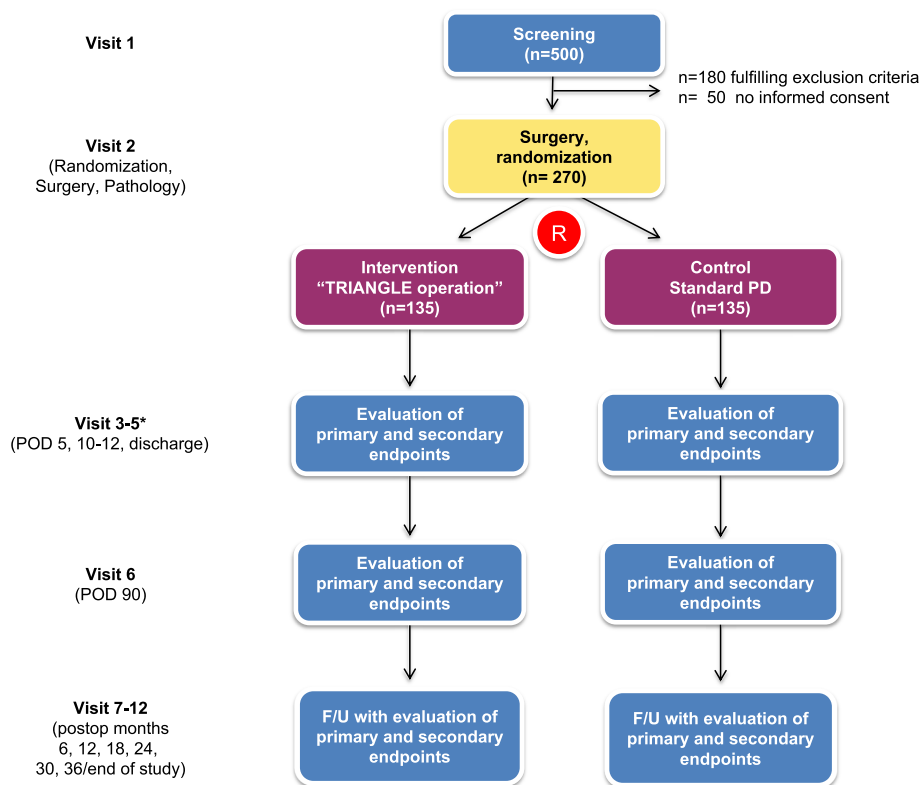 Visit 1
Screening
(n=500)
n=180 fulfilling exclusion criteria
n= 50 no informed consent
Visit 2
(Randomization,
Surgery, Pathology)
Surgery,
randomization
(n= 270)
R
Intervention
“TRIANGLE operation”
(n=135)
Control
Standard PD
(n=135)
Visit 3-5*
(POD 5, 10-12, discharge)
Evaluation of
primary and secondary
endpoints
Evaluation of
primary and secondary
endpoints
Visit 6
(POD 90)
Evaluation of
primary and secondary
endpoints
Evaluation of
primary and secondary
endpoints
Visit 7-12
(postop months
6, 12, 18, 24,
30, 36/end of study)
F/U with evaluation of
primary and secondary
endpoints
F/U with evaluation of
primary and secondary
endpoints